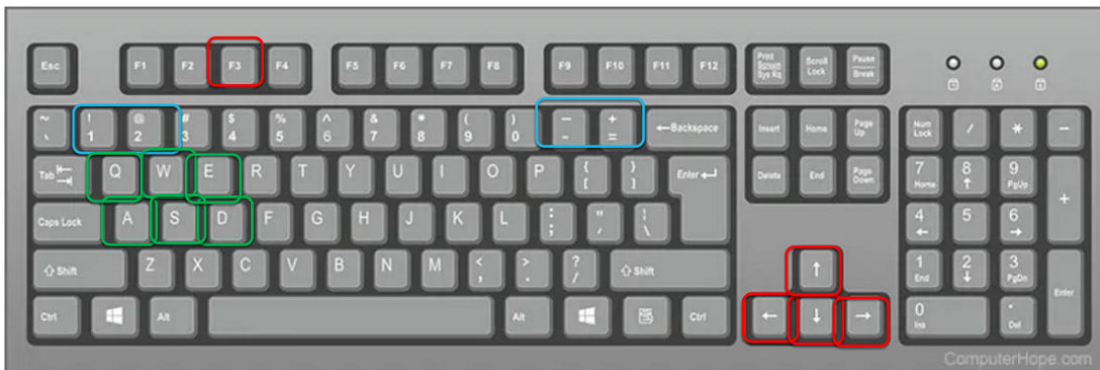 Esc F1 F2 F3 F4 F5 F6 F7 F8 F9 F10 F11 F12 Print Screen Sys Rq Scroll Lock Pause Break
~ ` ! 1 @ 2 # 3 $ 4 % 5 ^ 6 & 7 * 8 ( 9 ) 0 — - + = ←Backspace Insert Home Page Up Num Lock / * −
Tab Q W E R T Y U I O P { [ } ] Enter Delete End Page Down 7 Home 8 ↑ 9 PgUp +
Caps Lock A S D F G H J K L : ; " , | \ 4 ← 5 6 →
⇧ Shift Z X C V B N M < , > . ? / ⇧ Shift ↑ 1 End 2 ↓ 3 PgDn Enter
Ctrl Alt Alt Ctrl ← ↓ → 0 Ins . Del
ComputerHope.com